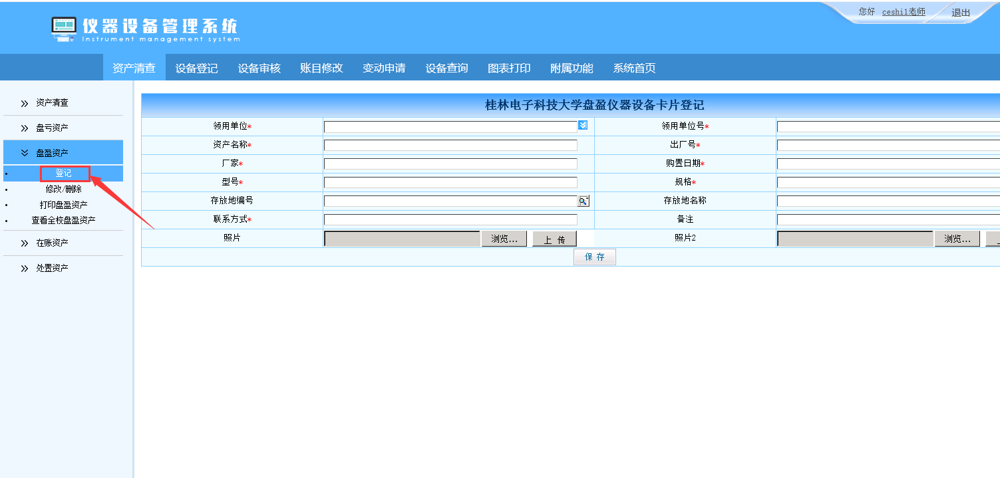 您好 ceshi1老师 退出
仪器设备管理系统
Instrument management system
资产清查 设备登记 设备审核 账目修改 变动申请 设备查询 图表打印 附属功能 系统首页
资产清查
盘亏资产
盘盈资产
登记
修改/删除
打印盘盈资产
查看全校盘盈资产
在账资产
处置资产
桂林电子科技大学盘盈仪器设备卡片登记
领用单位* 领用单位号*
资产名称* 出厂号*
厂家* 购置日期*
型号* 规格*
存放地编号 存放地名称
联系方式* 备注
照片 浏览... 上 传 照片2 浏览...
保 存